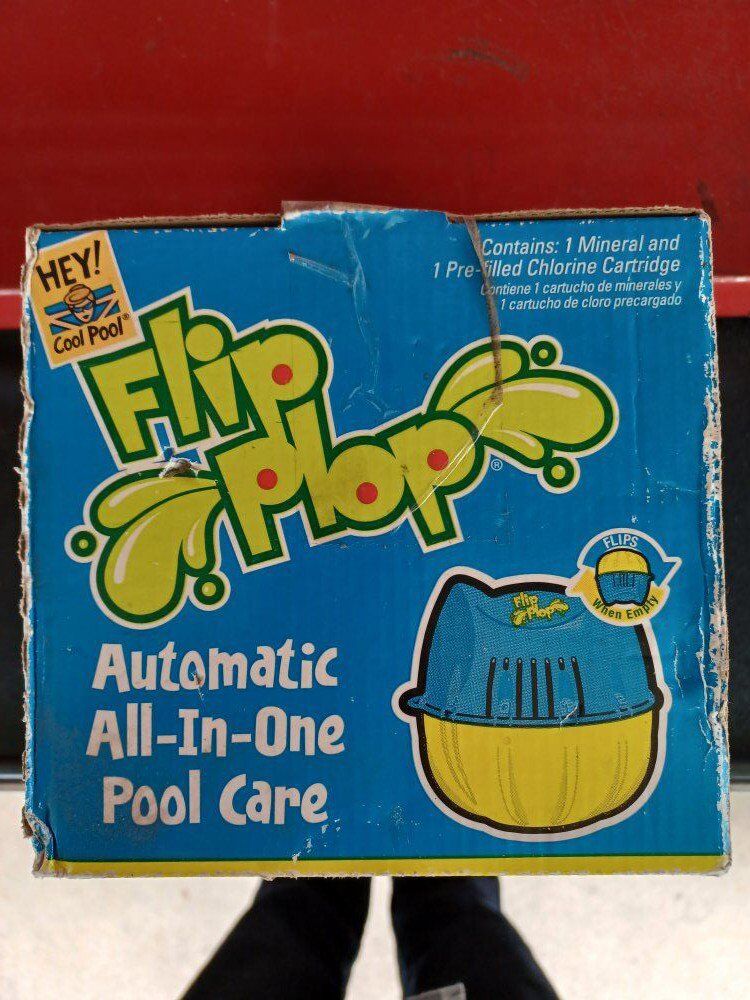 HEY!
Cool Pool®
Contains: 1 Mineral and
1 Pre-filled Chlorine Cartridge
Contiene 1 cartucho de minerales y
1 cartucho de cloro precargado
Flip
Plop®
FLIPS
When Empty
Flip
Plop
Automatic
All-In-One
Pool Care